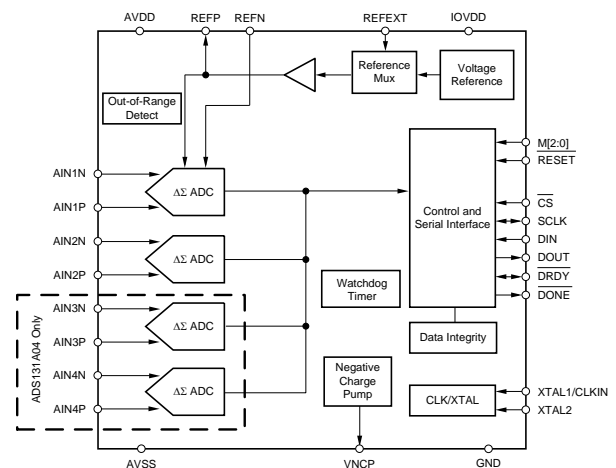 AVDD
REFP
REFN
REFEXT
IOVDD
Out-of-Range
Detect
Reference
Mux
Voltage
Reference
AIN1N
AIN1P
ΔΣ ADC
AIN2N
AIN2P
ΔΣ ADC
ADS131A04 Only
AIN3N
AIN3P
ΔΣ ADC
AIN4N
AIN4P
ΔΣ ADC
Control and
Serial Interface
Watchdog
Timer
Data Integrity
Negative
Charge
Pump
CLK/XTAL
M[2:0]
RESET
CS
SCLK
DIN
DOUT
DRDY
DONE
XTAL1/CLKIN
XTAL2
AVSS
VNCP
GND